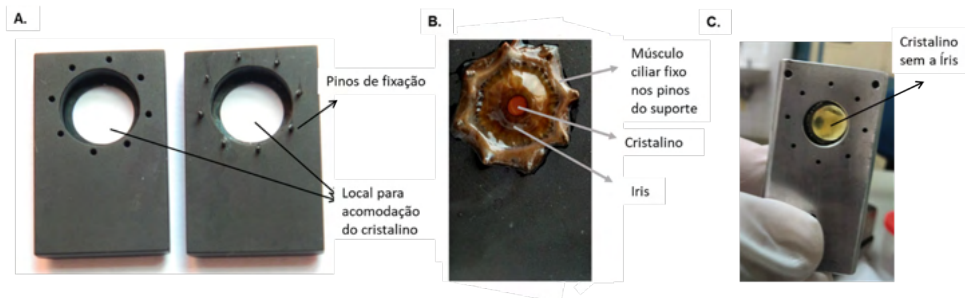 A.
Pinos de fixação
Local para
acomodação
do cristalino
B.
Músculo
ciliar fixo
nos pinos
do suporte
Cristalino
Iris
C.
Cristalino
sem a Íris